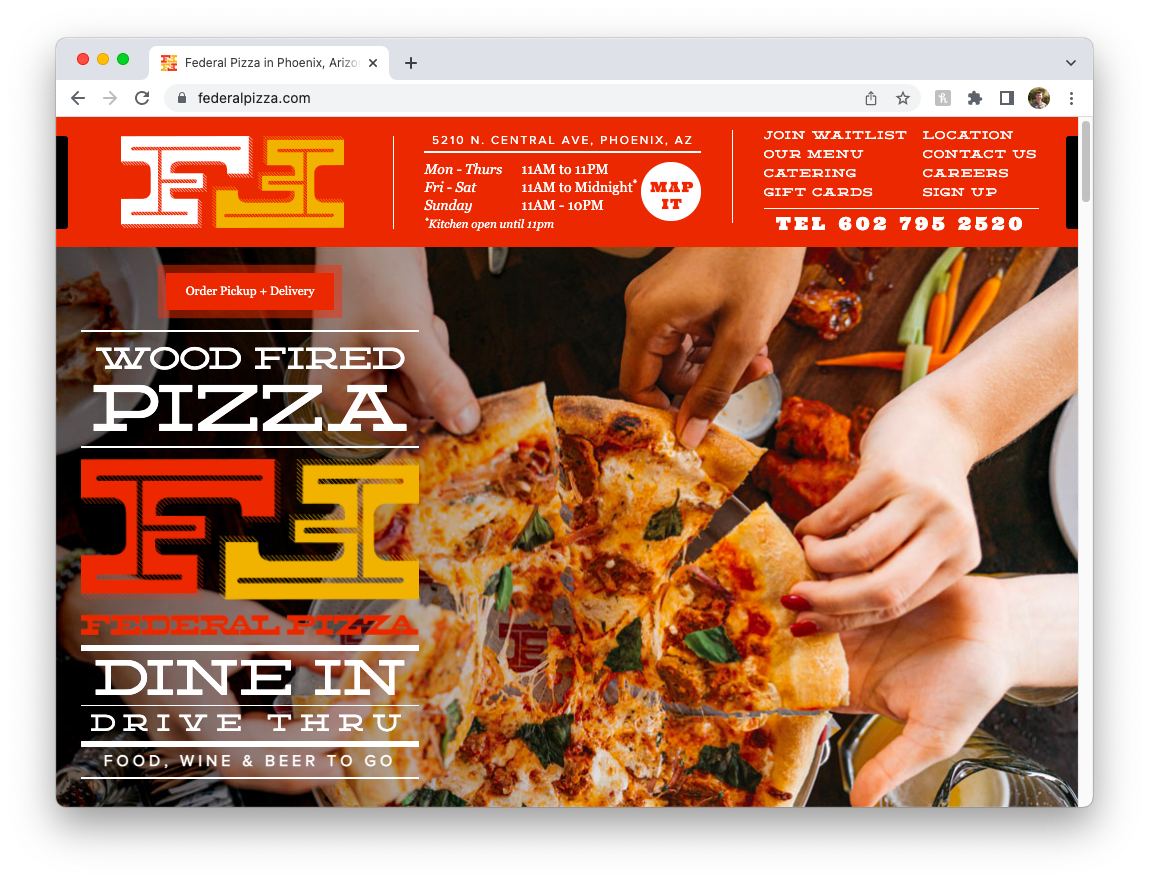 Federal Pizza in Phoenix, Arizo
federalpizza.com
5210 N. CENTRAL AVE, PHOENIX, AZ
Mon - Thurs 11AM to 11PM
Fri - Sat 11AM to Midnight*
Sunday 11AM - 10PM
*Kitchen open until 11pm
MAP
IT
JOIN WAITLIST
OUR MENU
CATERING
GIFT CARDS
LOCATION
CONTACT US
CAREERS
SIGN UP
TEL 602 795 2520
Order Pickup + Delivery
WOOD FIRED
PIZZA
FEDERAL PIZZA
DINE IN
DRIVE THRU
FOOD, WINE & BEER TO GO